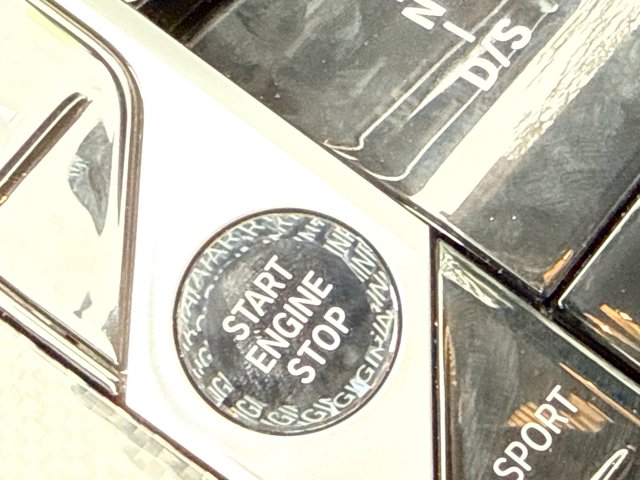 N
D/S
START
ENGINE
STOP
SPORT